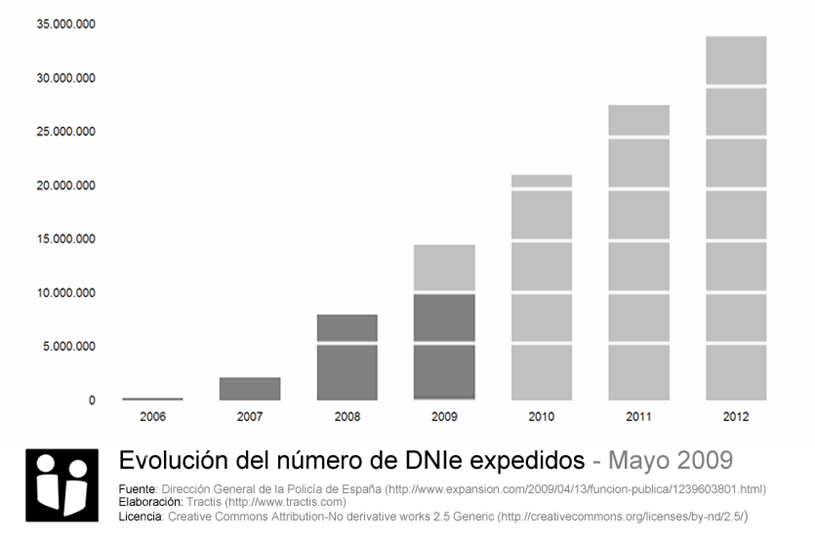 35.000.000
30.000.000
25.000.000
20.000.000
15.000.000
10.000.000
5.000.000
0
2006 2007 2008 2009 2010 2011 2012
Evolución del número de DNIe expedidos - Mayo 2009
Fuente: Dirección General de la Policía de España (http://www.expansion.com/2009/04/13/funcion-publica/1239603801.html)
Elaboración: Tractis (http://www.tractis.com)
Licencia: Creative Commons Attribution-No derivative works 2.5 Generic (http://creativecommons.org/licenses/by-nd/2.5/)